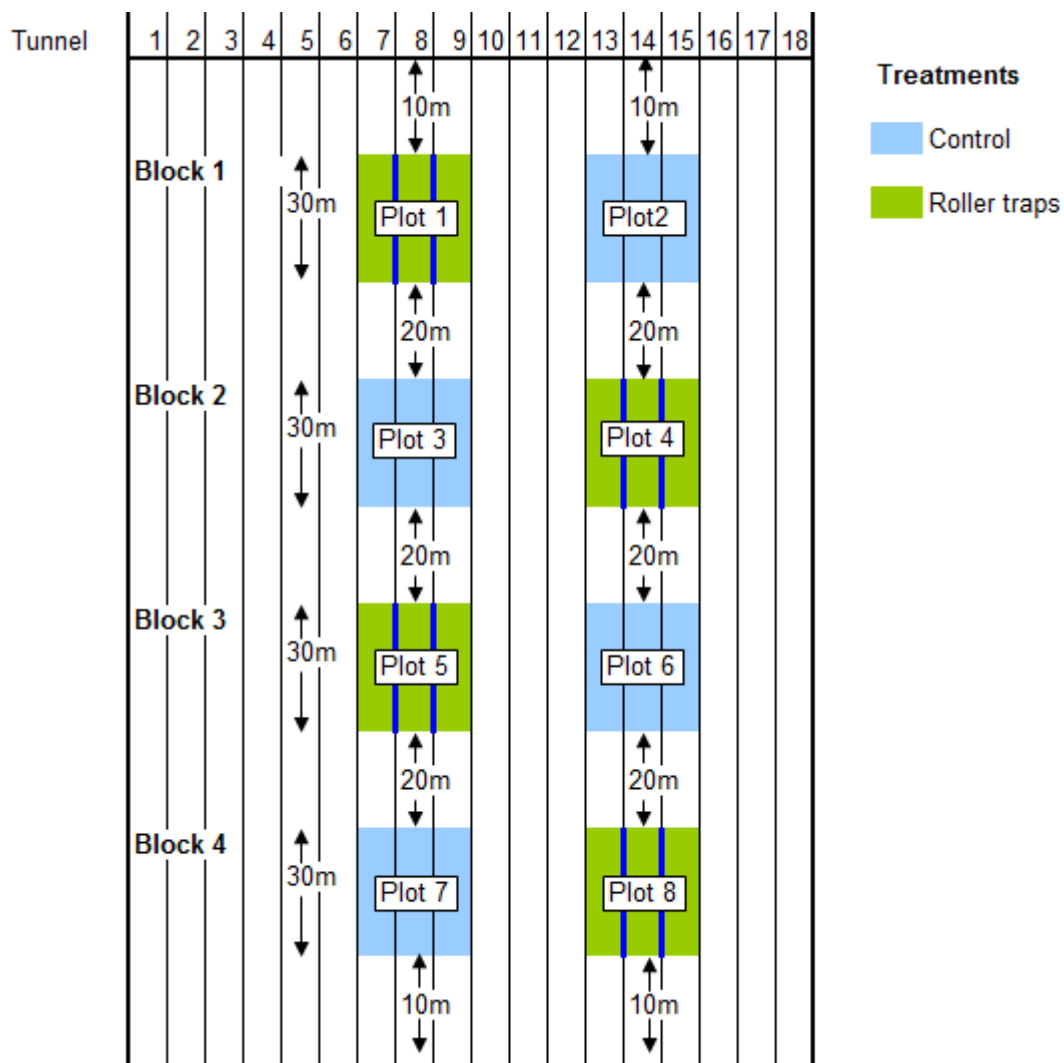 Tunnel 1 2 3 4 5 6 7 8 9 10 11 12 13 14 15 16 17 18
Treatments
10m 10m
Control
Block 1
30m Roller traps
Plot 1 Plot2
20m 20m
Block 2
30m
Plot 3 Plot 4
20m 20m
Block 3
30m
Plot 5 Plot 6
20m 20m
Block 4
30m
Plot 7 Plot 8
10m 10m